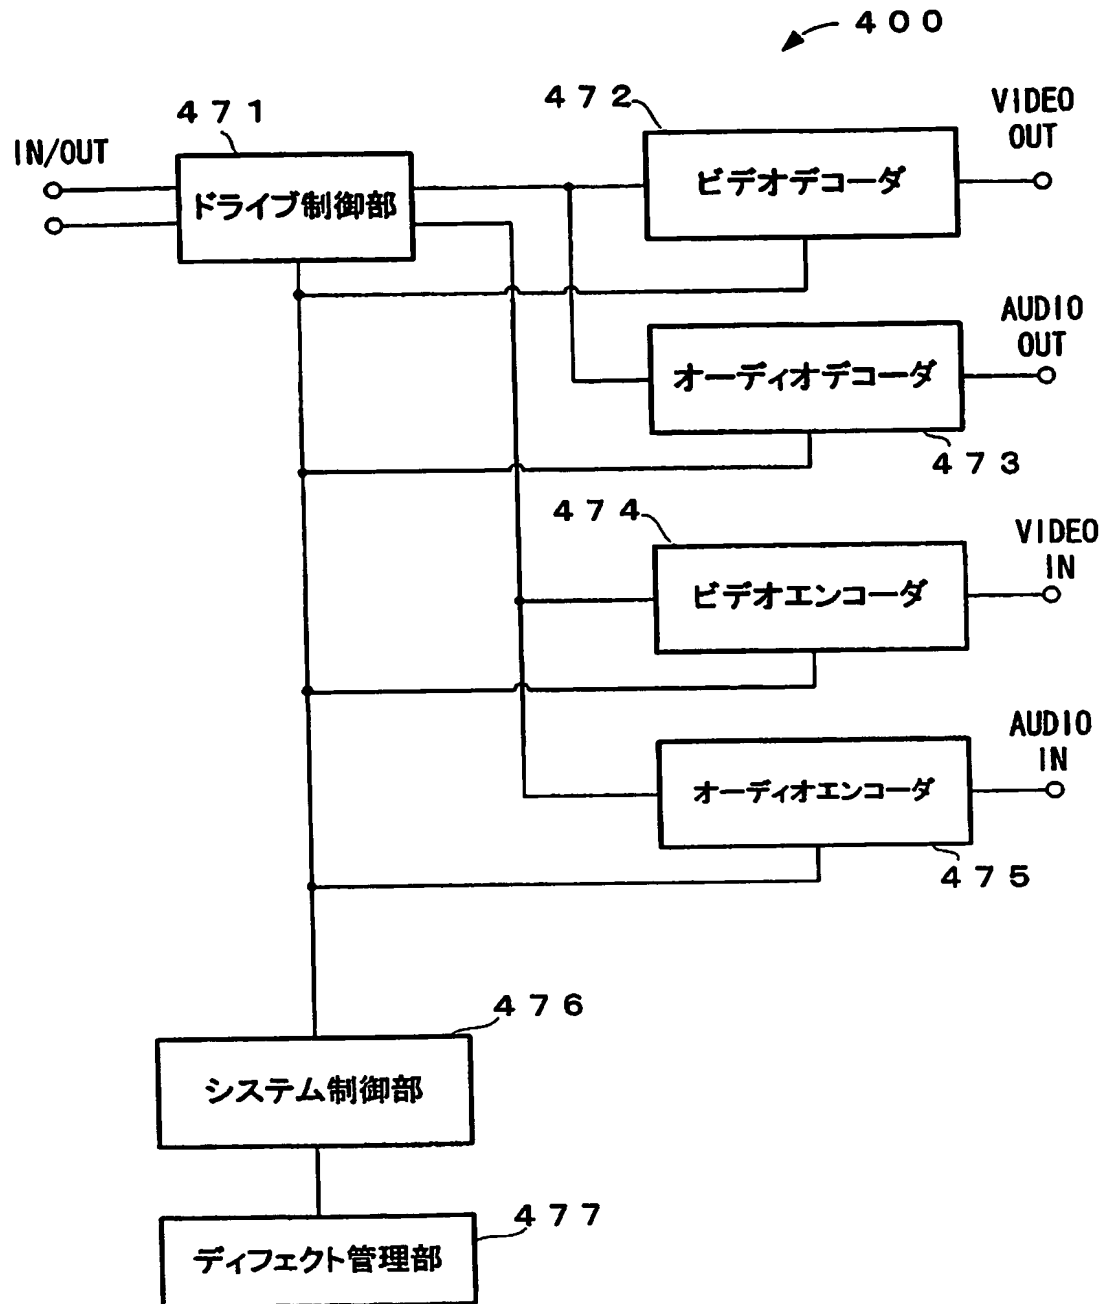 ４００
４７１
４７２
VIDEO
OUT
IN/OUT
ドライブ制御部
ビデオデコーダ
AUDIO
OUT
オーディオデコーダ
４７３
４７４
VIDEO
IN
ビデオエンコーダ
AUDIO
IN
オーディオエンコーダ
４７５
４７６
システム制御部
４７７
ディフェクト管理部